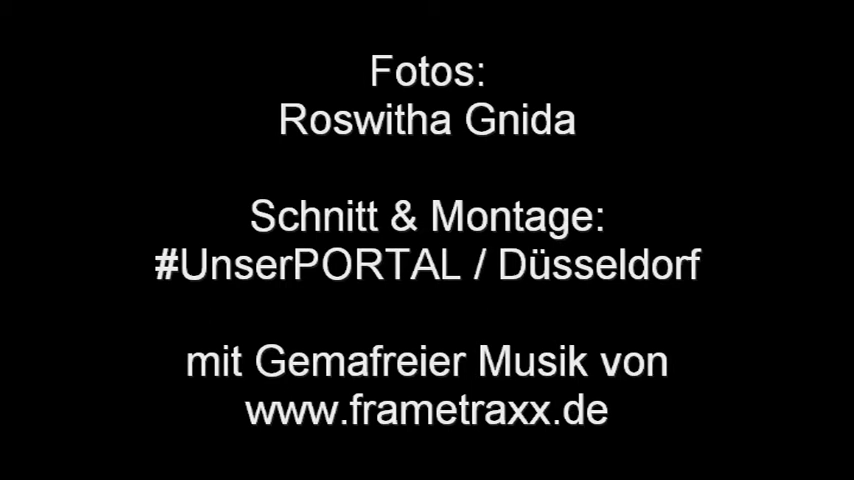 Fotos:
Roswitha Gnida
Schnitt & Montage:
#UnserPORTAL / Düsseldorf
mit Gemafreier Musik von
www.frametraxx.de